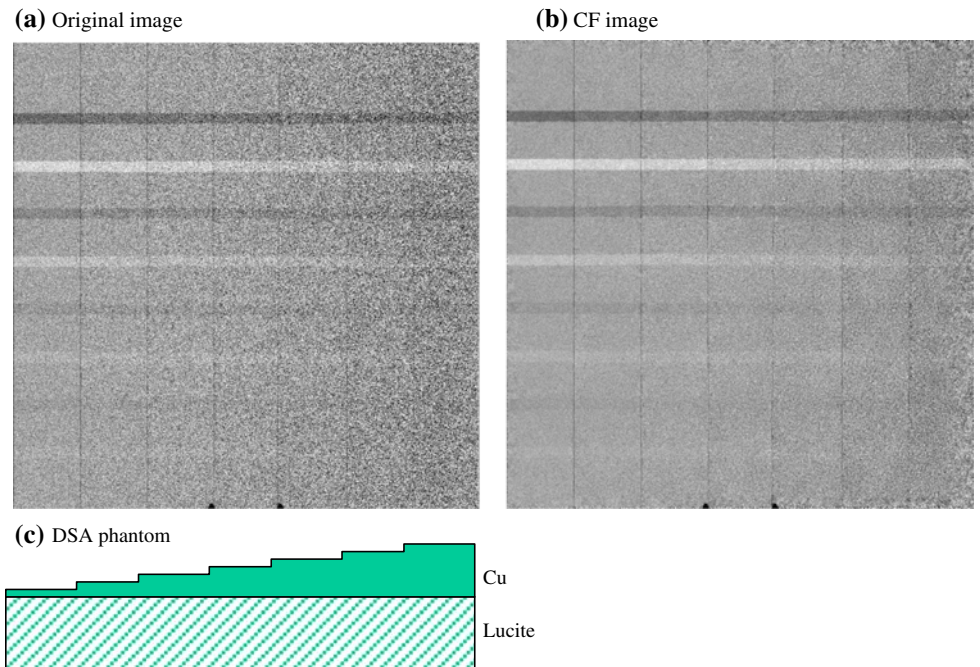 (a) Original image
(b) CF image
(c) DSA phantom
Cu
Lucite